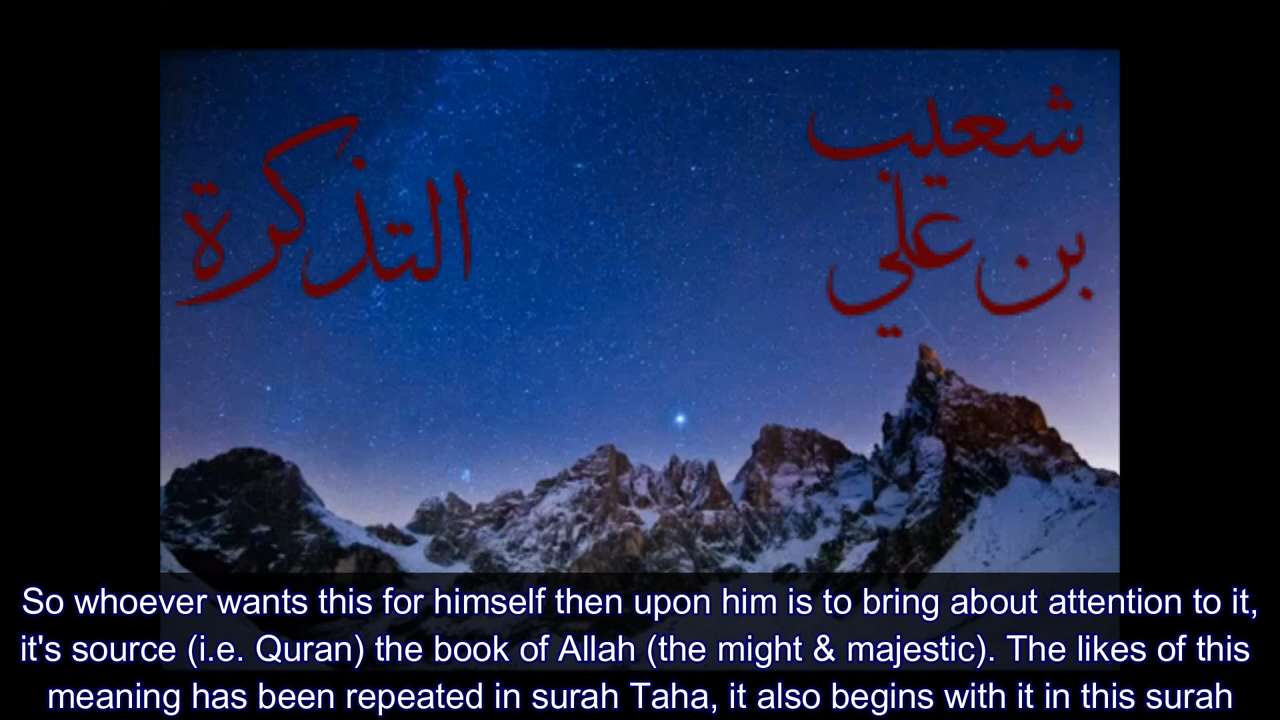 شعيب
بن علي
التذكرة
So whoever wants this for himself then upon him is to bring about attention to it,
it's source (i.e. Quran) the book of Allah (the might & majestic). The likes of this
meaning has been repeated in surah Taha, it also begins with it in this surah